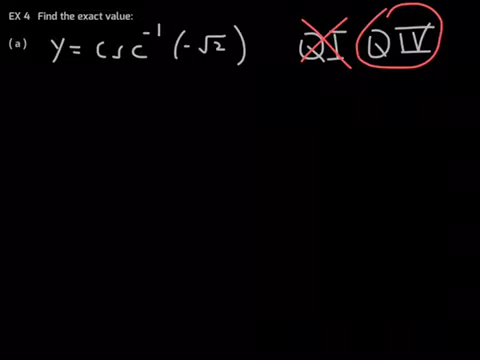 EX 4 Find the exact value:
(a) y = csc⁻¹ (-√2) QI QIV